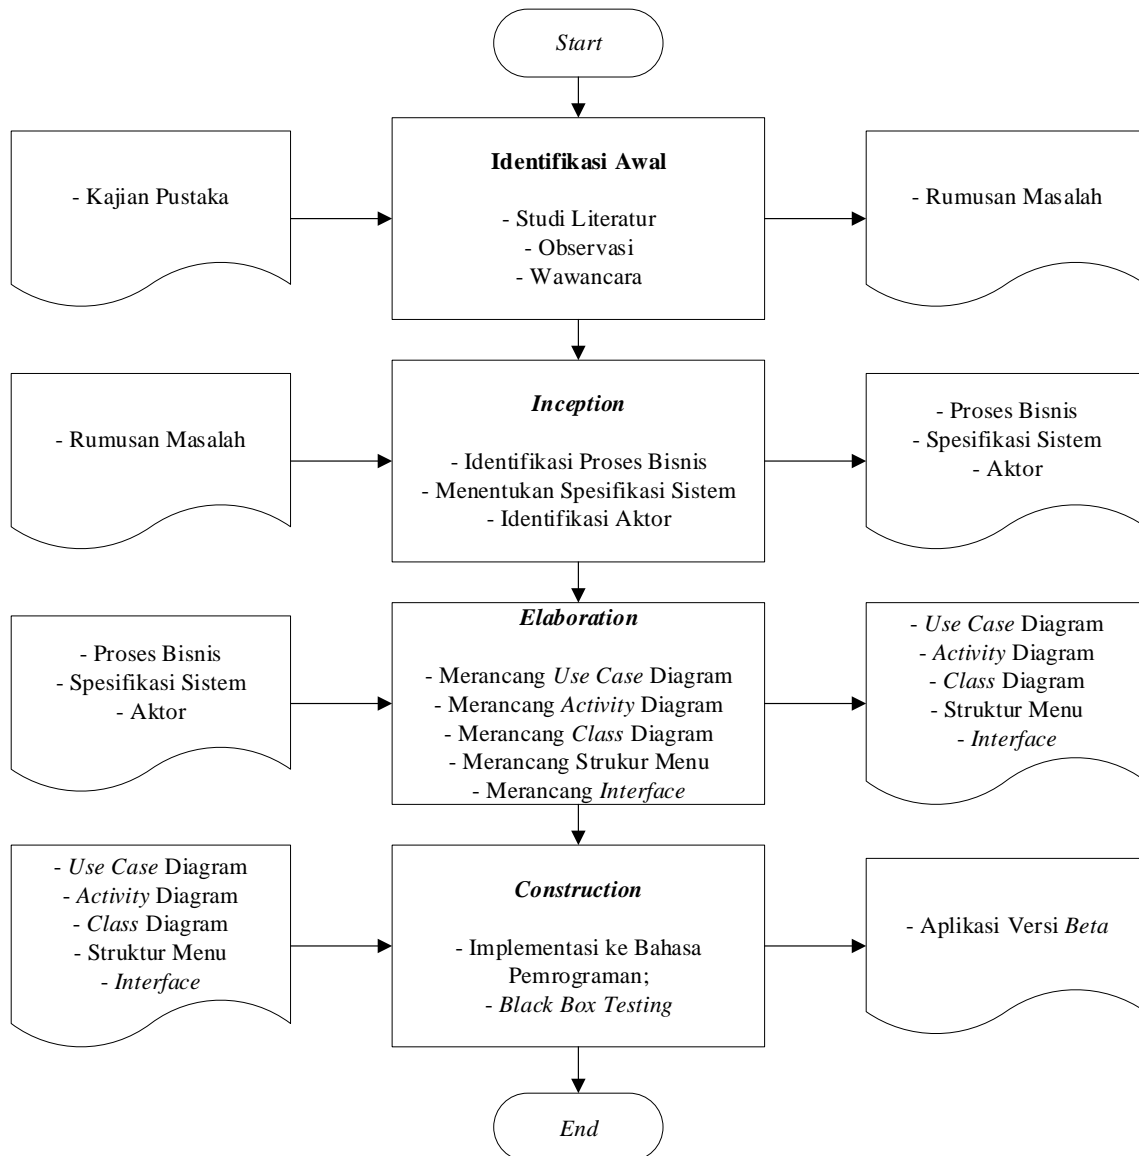 Start
- Kajian Pustaka
Identifikasi Awal
- Studi Literatur
- Observasi
- Wawancara
- Rumusan Masalah
- Rumusan Masalah
Inception
- Identifikasi Proses Bisnis
- Menentukan Spesifikasi Sistem
- Identifikasi Aktor
- Proses Bisnis
- Spesifikasi Sistem
- Aktor
- Proses Bisnis
- Spesifikasi Sistem
- Aktor
Elaboration
- Merancang Use Case Diagram
- Merancang Activity Diagram
- Merancang Class Diagram
- Merancang Strukur Menu
- Merancang Interface
- Use Case Diagram
- Activity Diagram
- Class Diagram
- Struktur Menu
- Interface
- Use Case Diagram
- Activity Diagram
- Class Diagram
- Struktur Menu
- Interface
Construction
- Implementasi ke Bahasa
Pemrograman;
- Black Box Testing
- Aplikasi Versi Beta
End